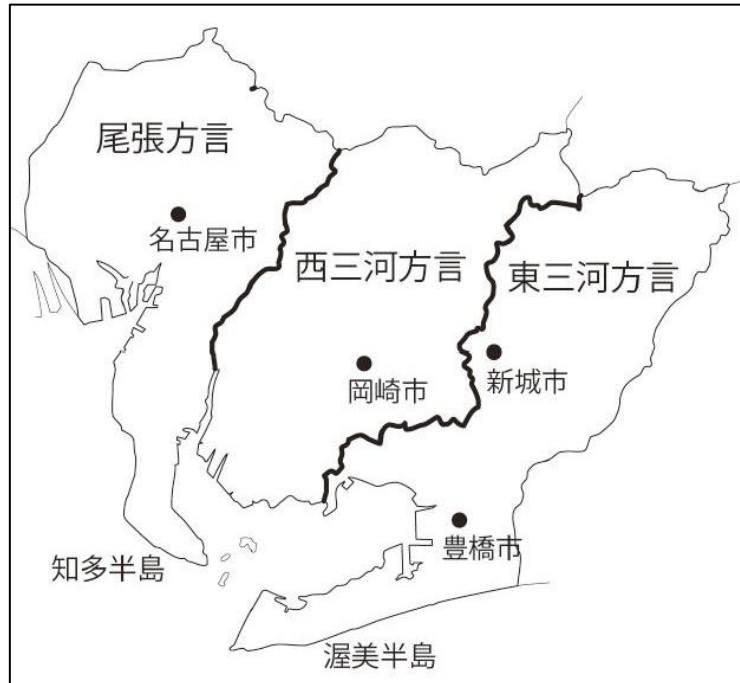 尾張方言
名古屋市
西三河方言
東三河方言
岡崎市
新城市
豊橋市
知多半島
渥美半島